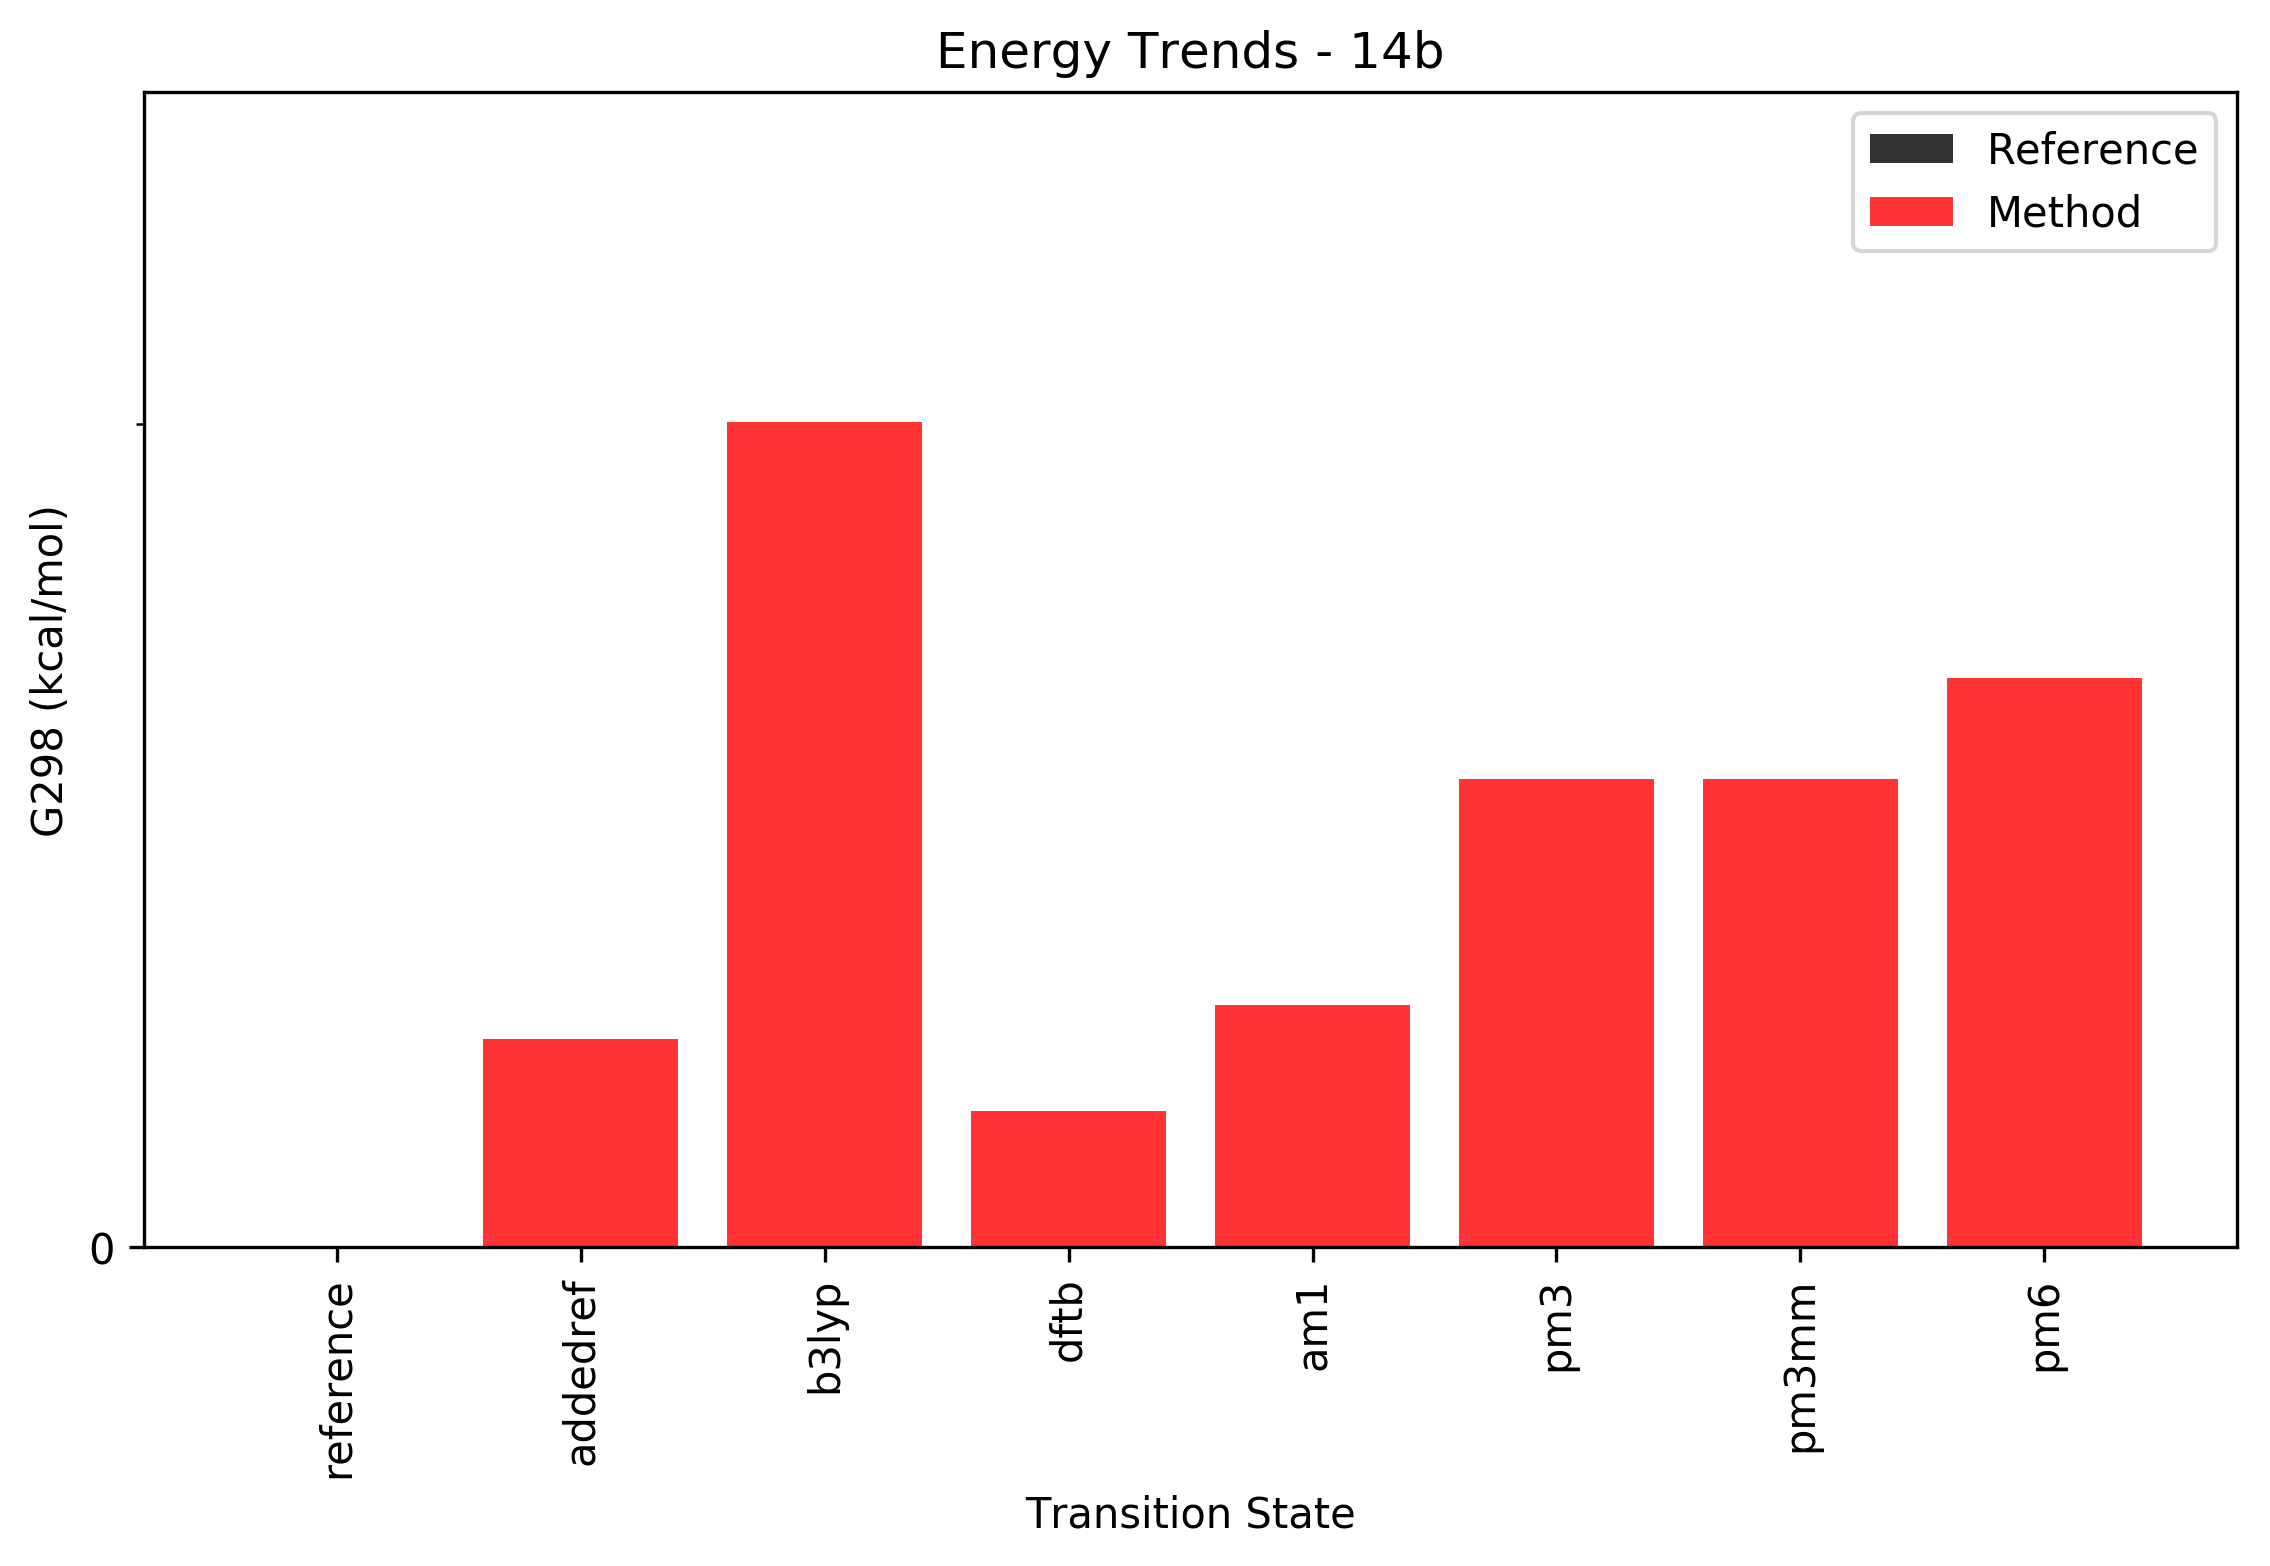 Energy Trends - 14b
Reference
Method
G298 (kcal/mol)
0
reference
addedref
b3lyp
dftb
am1
pm3
pm3mm
pm6
Transition State